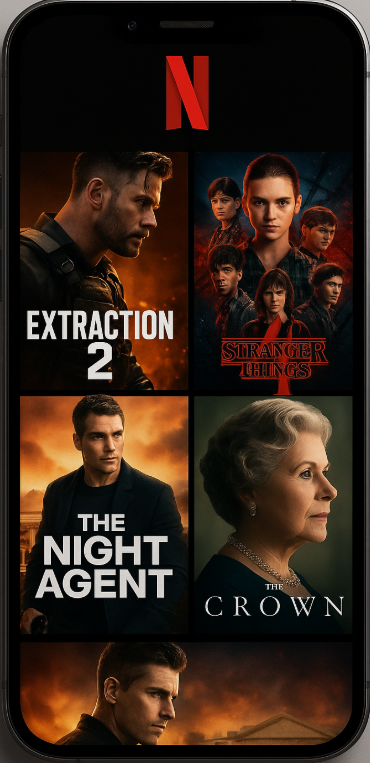 N
EXTRACTION
2
STRANGER
THINGS
4
THE
NIGHT
AGENT
THE
CROWN